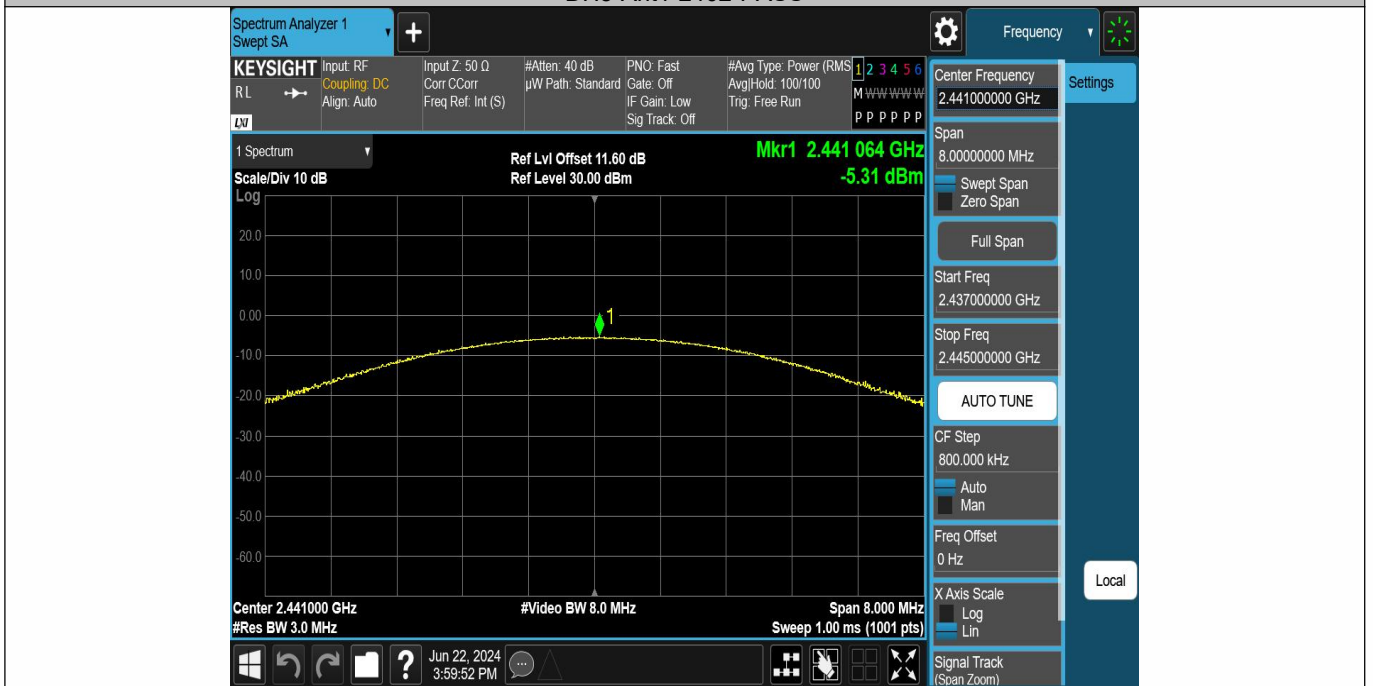 Spectrum Analyzer 1
Swept SA
+
Frequency
KEYSIGHT
RL
LXI
Input: RF
Coupling: DC
Align: Auto
Input Z: 50 Ω
Corr CCorr
Freq Ref: Int (S)
#Atten: 40 dB
µW Path: Standard
PNO: Fast
Gate: Off
IF Gain: Low
Sig Track: Off
#Avg Type: Power (RMS
Avg|Hold: 100/100
Trig: Free Run
1 2 3 4 5 6
M W W W W W
P P P P P P
1 Spectrum
Scale/Div 10 dB
Ref Lvl Offset 11.60 dB
Ref Level 30.00 dBm
Mkr1 2.441 064 GHz
-5.31 dBm
Log
20.0
10.0
0.00
-10.0
-20.0
-30.0
-40.0
-50.0
-60.0
1
Center 2.441000 GHz
#Res BW 3.0 MHz
#Video BW 8.0 MHz
Span 8.000 MHz
Sweep 1.00 ms (1001 pts)
Center Frequency
2.441000000 GHz
Settings
Span
8.00000000 MHz
Swept Span
Zero Span
Full Span
Start Freq
2.437000000 GHz
Stop Freq
2.445000000 GHz
AUTO TUNE
CF Step
800.000 kHz
Auto
Man
Freq Offset
0 Hz
X Axis Scale
Log
Lin
Local
Signal Track
(Span Zoom)
?
Jun 22, 2024
3:59:52 PM